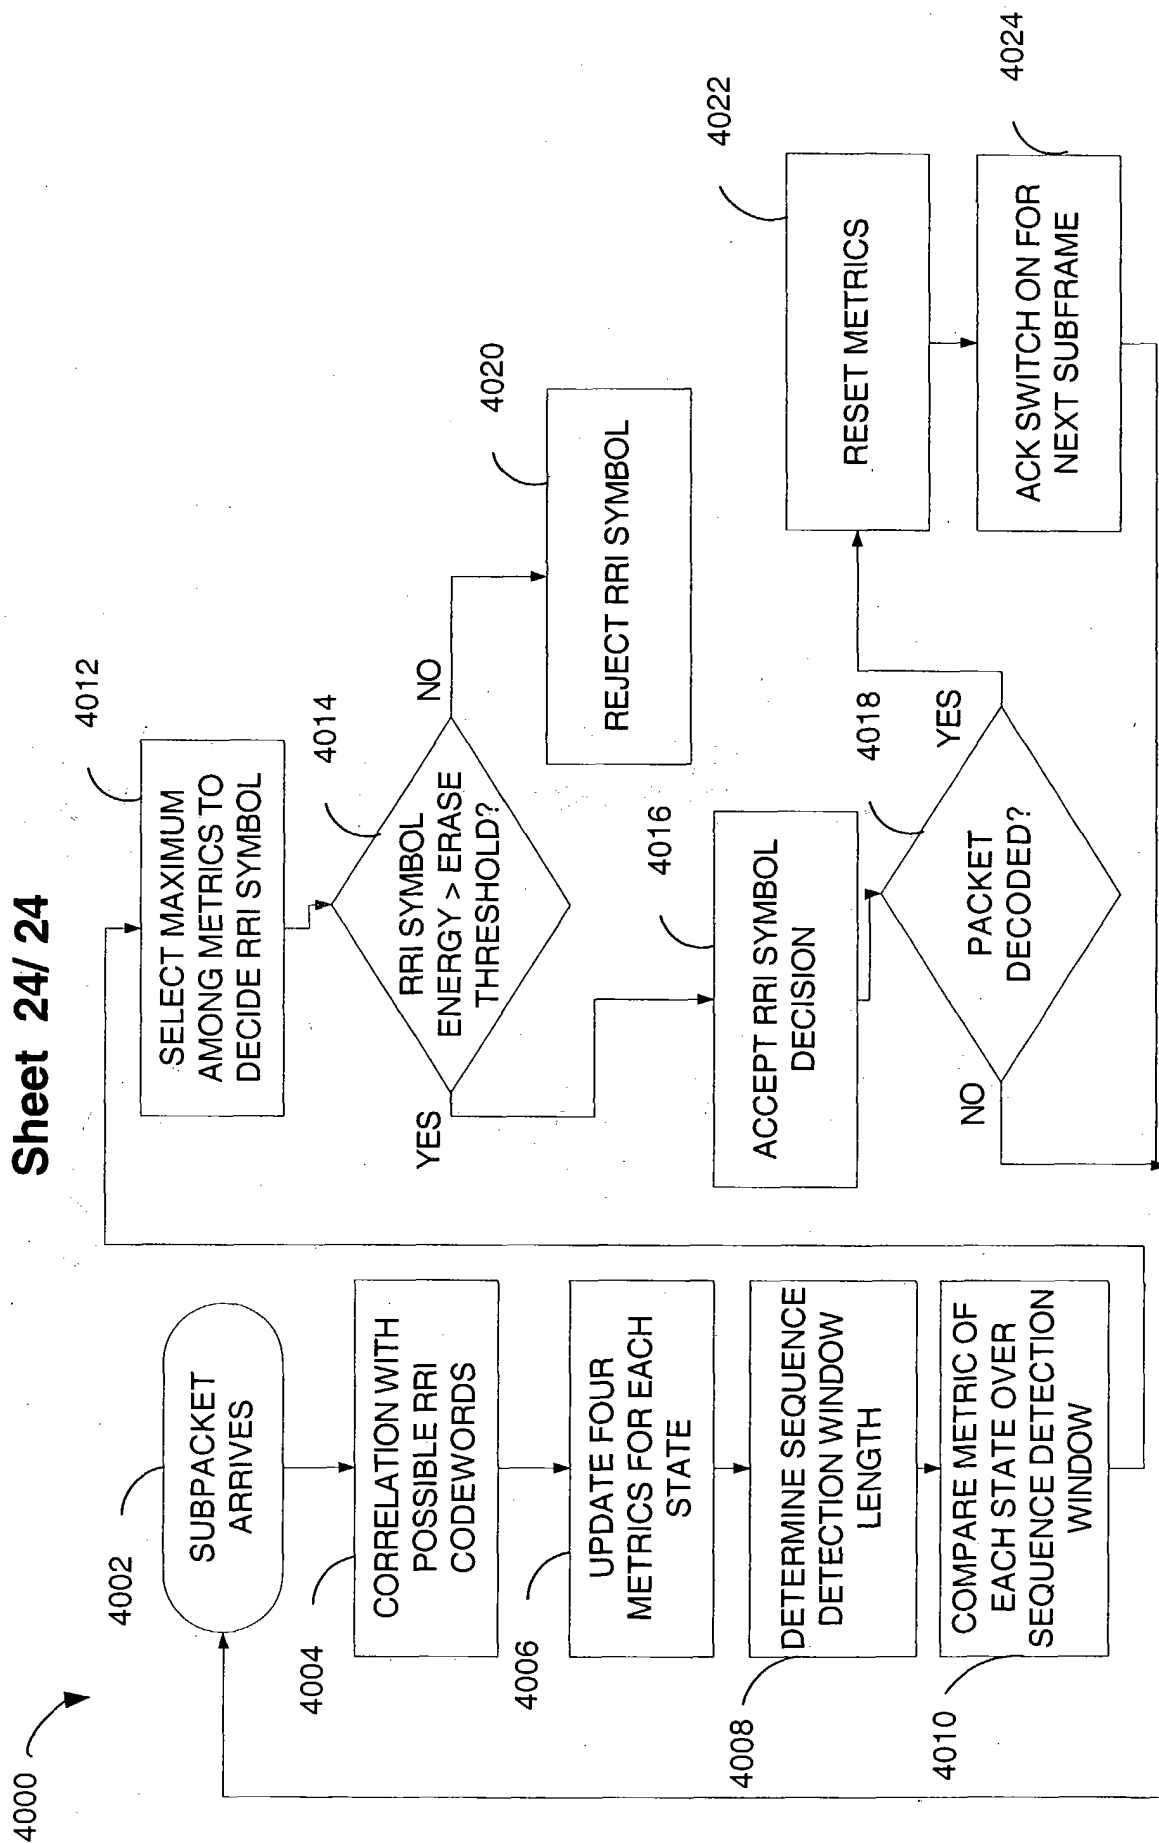 Sheet 24/ 24
4000
4002
SUBPACKET
ARRIVES
4004
CORRELATION WITH
POSSIBLE RRI
CODEWORDS
4006
UPDATE FOUR
METRICS FOR EACH
STATE
4008
DETERMINE SEQUENCE
DETECTION WINDOW
LENGTH
4010
COMPARE METRIC OF
EACH STATE OVER
SEQUENCE DETECTION
WINDOW
4012
SELECT MAXIMUM
AMONG METRICS TO
DECIDE RRI SYMBOL
4014
RRI SYMBOL
ENERGY > ERASE
THRESHOLD?
YES
NO
4016
ACCEPT RRI SYMBOL
DECISION
4018
PACKET
DECODED?
NO
YES
4020
REJECT RRI SYMBOL
4022
RESET METRICS
4024
ACK SWITCH ON FOR
NEXT SUBFRAME